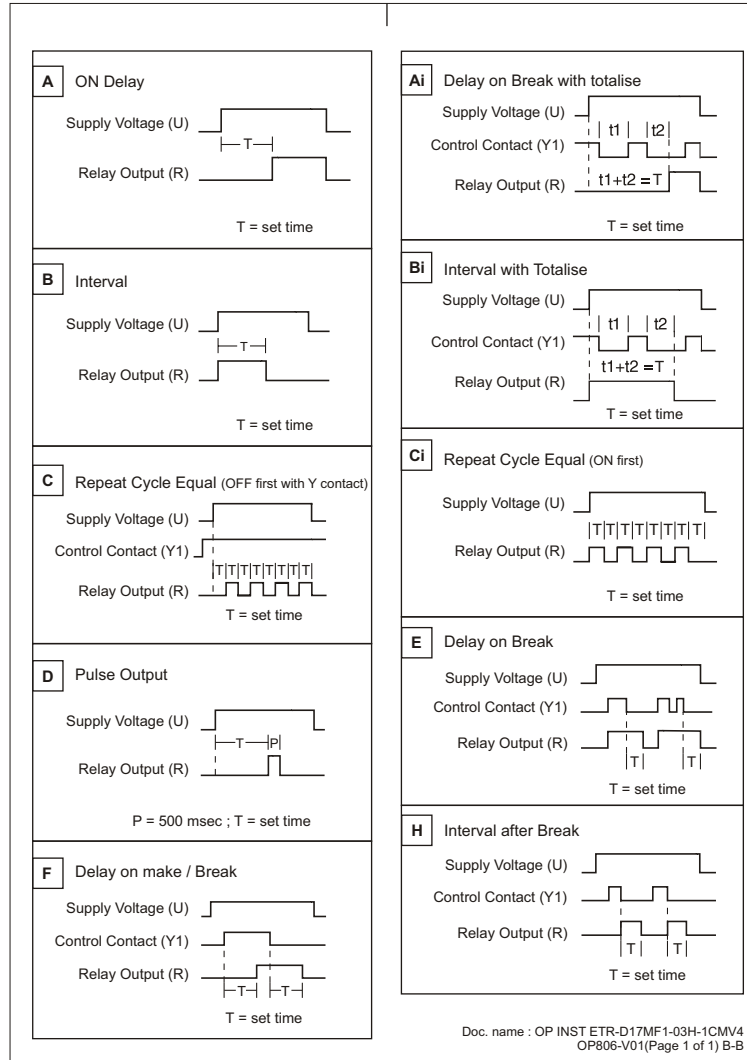 A ON Delay
Supply Voltage (U)
T
Relay Output (R)
T = set time
B Interval
Supply Voltage (U)
T
Relay Output (R)
T = set time
C Repeat Cycle Equal (OFF first with Y contact)
Supply Voltage (U)
Control Contact (Y1)
T T T T T T T T
Relay Output (R)
T = set time
D Pulse Output
Supply Voltage (U)
T P
Relay Output (R)
P = 500 msec ; T = set time
F Delay on make / Break
Supply Voltage (U)
Control Contact (Y1)
Relay Output (R)
T T
T = set time
Ai Delay on Break with totalise
Supply Voltage (U)
t1 t2
Control Contact (Y1)
t1+t2 =T
Relay Output (R)
T = set time
Bi Interval with Totalise
Supply Voltage (U)
t1 t2
Control Contact (Y1)
t1+t2 =T
Relay Output (R)
T = set time
Ci Repeat Cycle Equal (ON first)
Supply Voltage (U)
T T T T T T T T
Relay Output (R)
T = set time
E Delay on Break
Supply Voltage (U)
Control Contact (Y1)
Relay Output (R)
T T
T = set time
H Interval after Break
Supply Voltage (U)
Control Contact (Y1)
Relay Output (R)
T T
T = set time
Doc. name : OP INST ETR-D17MF1-03H-1CMV4
OP806-V01(Page 1 of 1) B-B